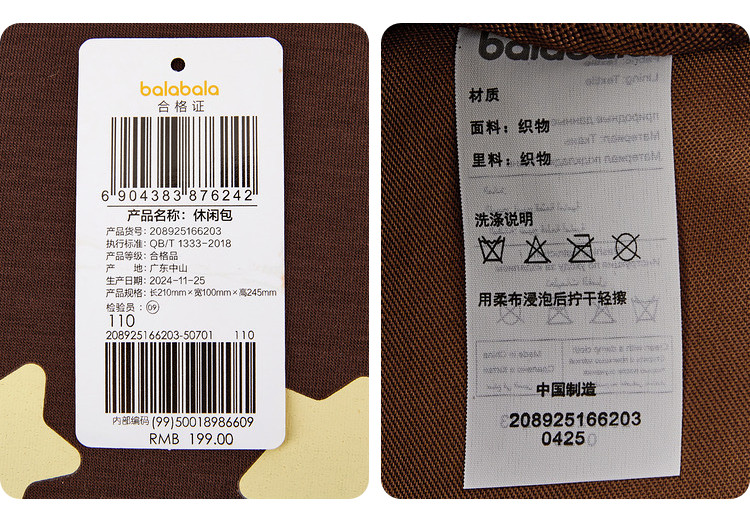 balabala
合格证
6 904383 876242
产品名称：休闲包
产品货号：208925166203
执行标准：QB/T 1333-2018
产品等级：合格品
产 地：广东中山
生产日期：2024-11-25
产品规格：长210mm×宽100mm×高245mm
检验员：09
110
208925166203-50701 110
内部编码 (99)50018986609
RMB 199.00
balabala
材质
面料：织物
里料：织物
洗涤说明
用柔布浸泡后拧干轻擦
中国制造
208925166203
0425